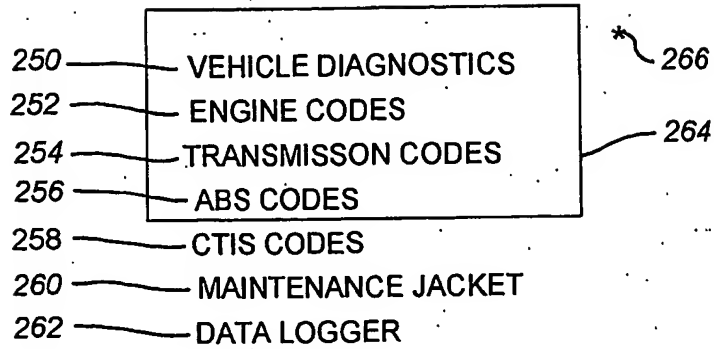 250 VEHICLE DIAGNOSTICS * 266
252 ENGINE CODES
254 TRANSMISSON CODES 264
256 ABS CODES
258 CTIS CODES
260 MAINTENANCE JACKET
262 DATA LOGGER